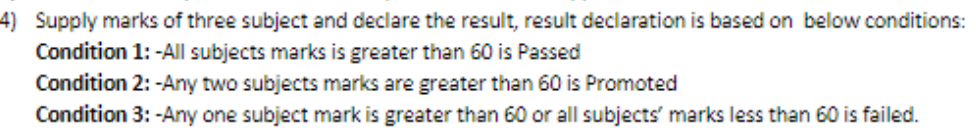 4) Supply marks of three subject and declare the result, result declaration is based on below conditions:
Condition 1: -All subjects marks is greater than 60 is Passed
Condition 2: -Any two subjects marks are greater than 60 is Promoted
Condition 3: -Any one subject mark is greater than 60 or all subjects' marks less than 60 is failed.